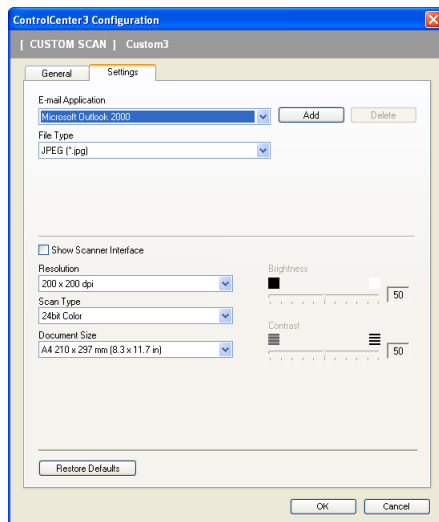 ControlCenter3 Configuration
[ CUSTOM SCAN ] Custom3
General Settings
E-mail Application
Microsoft Outlook 2000 Add Delete
File Type
JPEG (*.jpg)
Show Scanner Interface
Resolution Brightness
200 x 200 dpi 50
Scan Type
24bit Color Contrast
Document Size
A4 210 x 297 mm (8.3 x 11.7 in) 50
Restore Defaults
OK Cancel